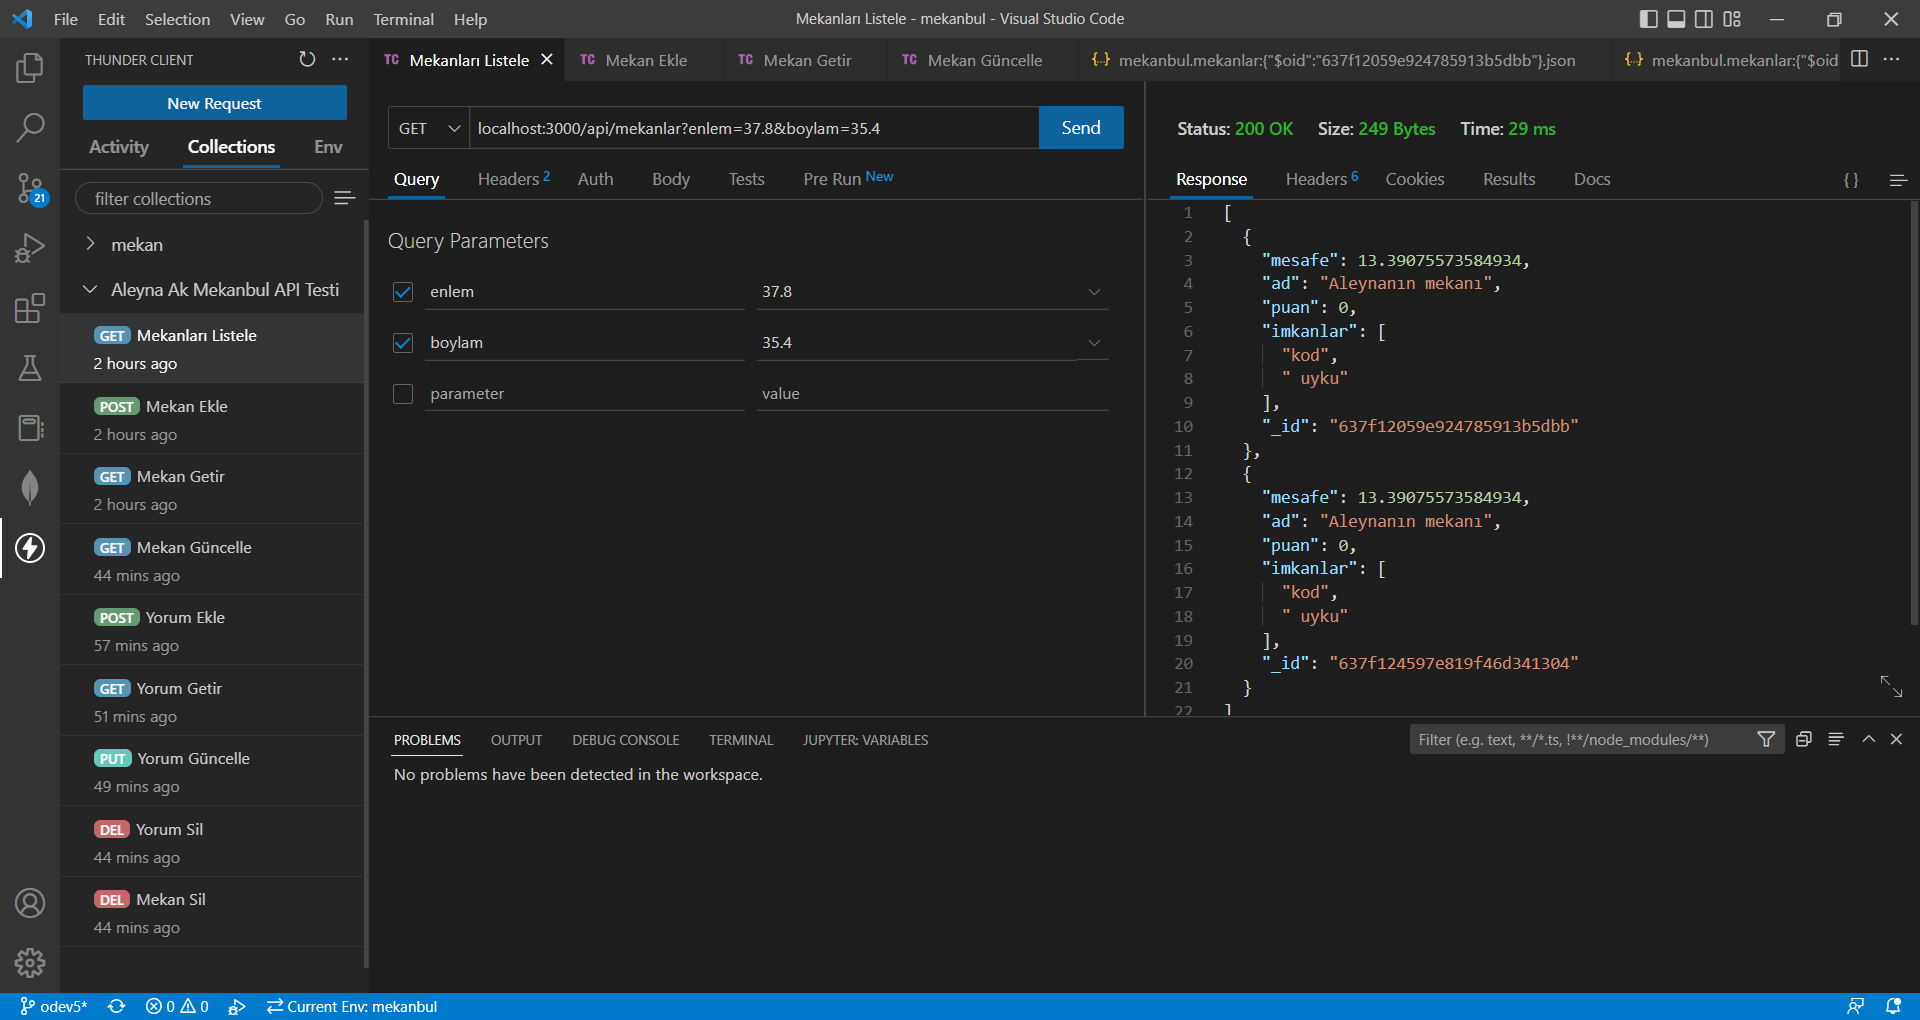 File Edit Selection View Go Run Terminal Help
Mekanları Listele - mekanbul - Visual Studio Code
THUNDER CLIENT
New Request
Activity Collections Env
filter collections
21
mekan
Aleyna Ak Mekanbul API Testi
GET Mekanları Listele
2 hours ago
POST Mekan Ekle
2 hours ago
GET Mekan Getir
2 hours ago
GET Mekan Güncelle
44 mins ago
POST Yorum Ekle
57 mins ago
GET Yorum Getir
51 mins ago
PUT Yorum Güncelle
49 mins ago
DEL Yorum Sil
44 mins ago
DEL Mekan Sil
44 mins ago
TC Mekanları Listele
TC Mekan Ekle
TC Mekan Getir
TC Mekan Güncelle
{..} mekanbul.mekanlar:{"$oid":"637f12059e924785913b5dbb"}.json
{..} mekanbul.mekanlar:{"$oid
GET localhost:3000/api/mekanlar?enlem=37.8&boylam=35.4 Send
Query Headers 2 Auth Body Tests Pre Run New
Query Parameters
enlem 37.8
boylam 35.4
parameter value
Status: 200 OK Size: 249 Bytes Time: 29 ms
Response Headers 6 Cookies Results Docs { }
1 [
2 {
3 "mesafe": 13.39075573584934,
4 "ad": "Aleynanın mekanı",
5 "puan": 0,
6 "imkanlar": [
7 "kod",
8 " uyku"
9 ],
10 "_id": "637f12059e924785913b5dbb"
11 },
12 {
13 "mesafe": 13.39075573584934,
14 "ad": "Aleynanın mekanı",
15 "puan": 0,
16 "imkanlar": [
17 "kod",
18 " uyku"
19 ],
20 "_id": "637f124597e819f46d341304"
21 }
22 ]
PROBLEMS OUTPUT DEBUG CONSOLE TERMINAL JUPYTER: VARIABLES
Filter (e.g. text, **/*.ts, !**/node_modules/**)
No problems have been detected in the workspace.
odev5* 0 0 Current Env: mekanbul